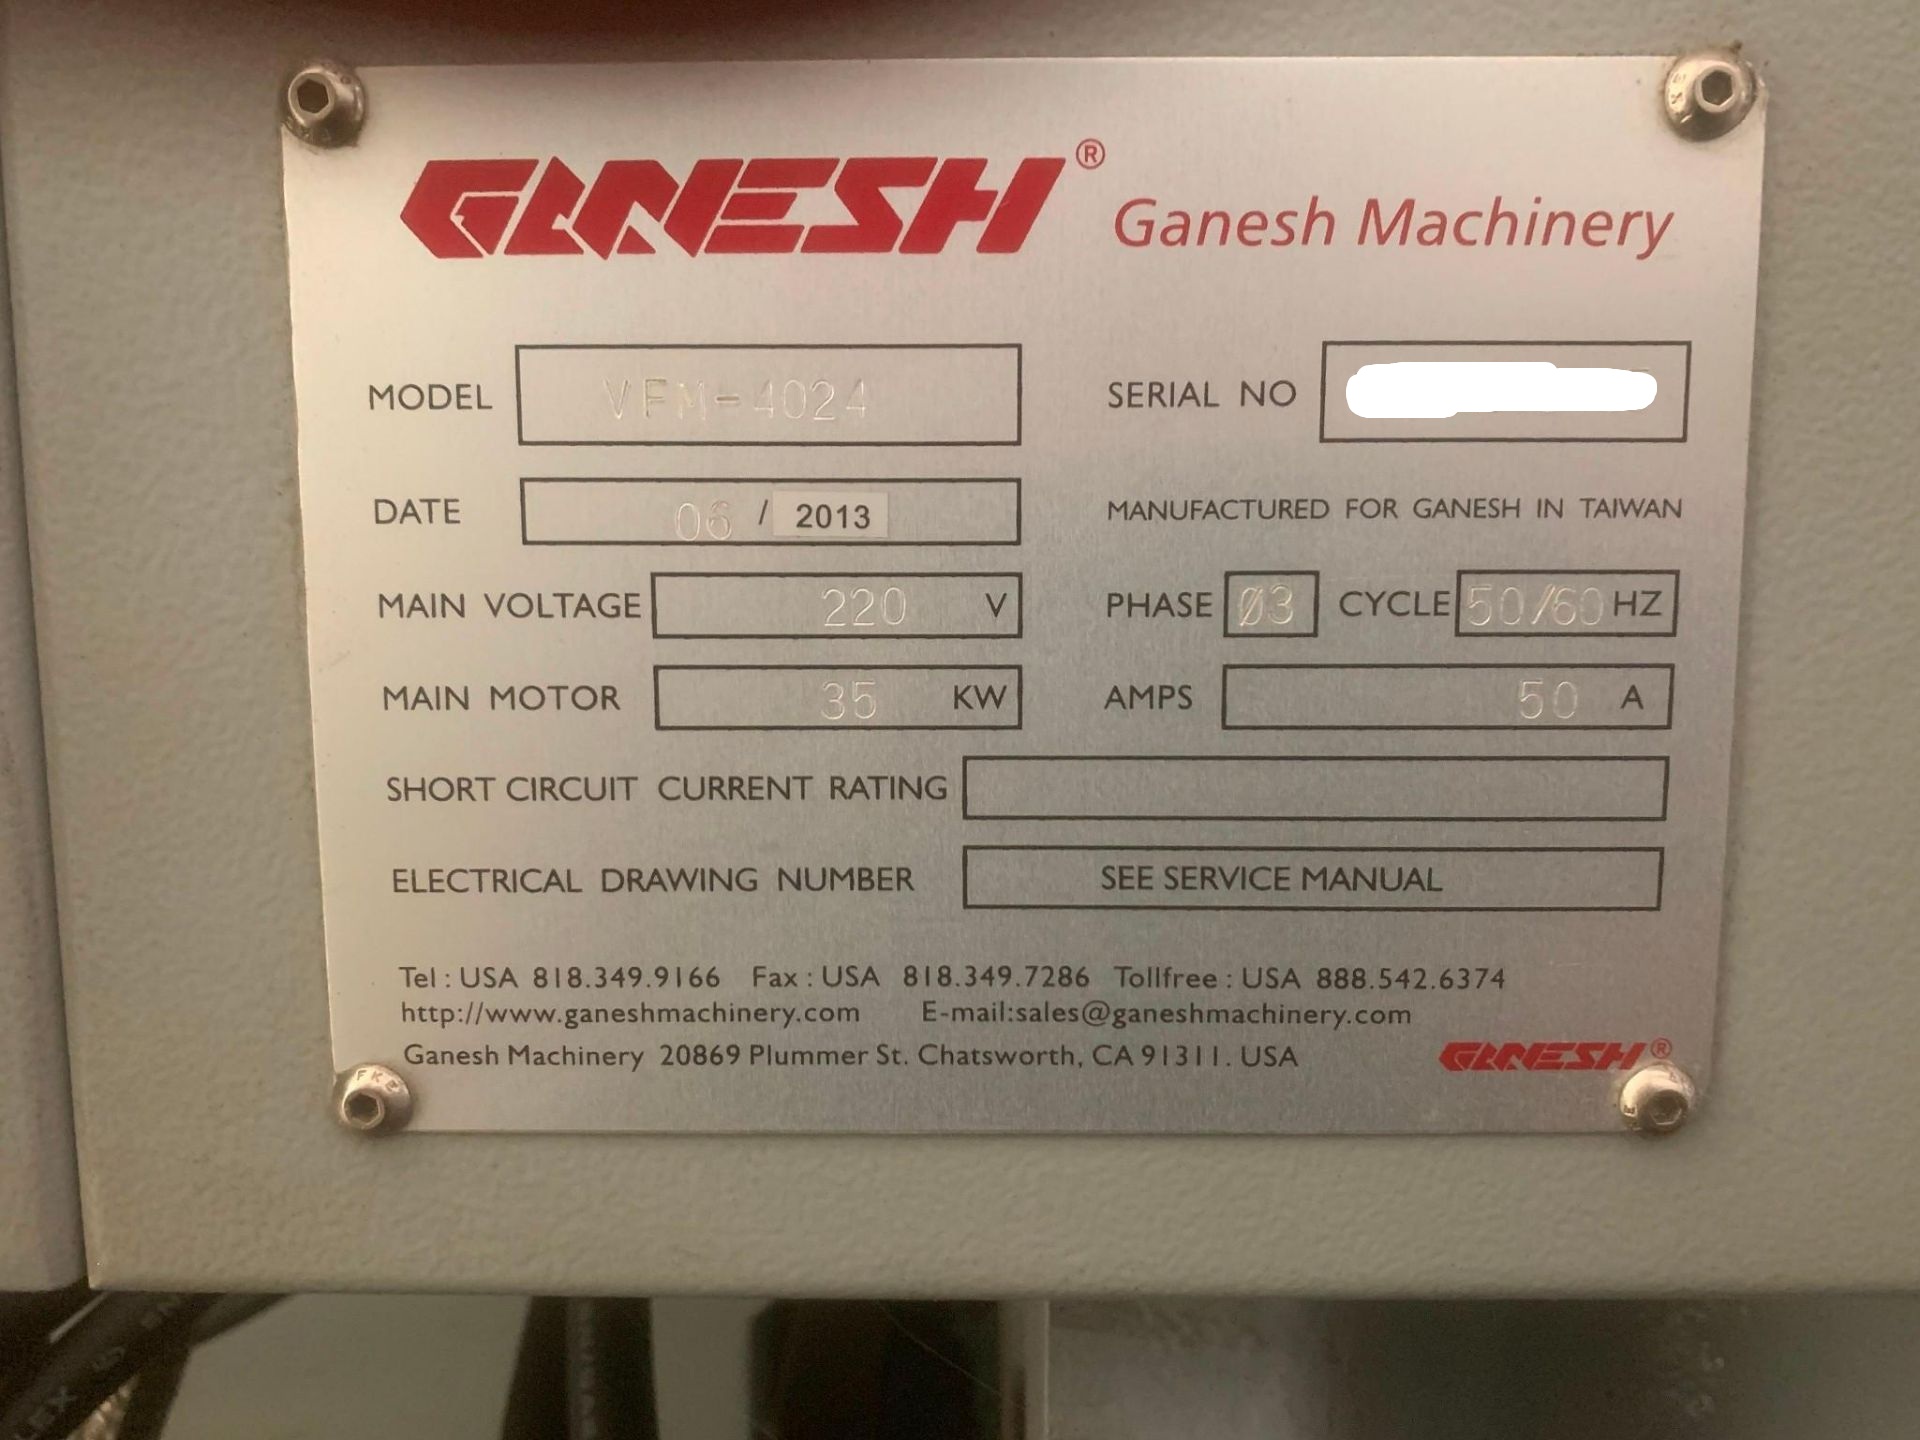 GANESH® Ganesh Machinery
MODEL VFM-4024 SERIAL NO
DATE 06 / 2013 MANUFACTURED FOR GANESH IN TAIWAN
MAIN VOLTAGE 220 V PHASE Ø3 CYCLE 50/60 HZ
MAIN MOTOR 35 KW AMPS 50 A
SHORT CIRCUIT CURRENT RATING
ELECTRICAL DRAWING NUMBER SEE SERVICE MANUAL
Tel : USA 818.349.9166 Fax : USA 818.349.7286 Tollfree : USA 888.542.6374
http://www.ganeshmachinery.com E-mail:sales@ganeshmachinery.com
Ganesh Machinery 20869 Plummer St. Chatsworth, CA 91311. USA
GANESH®